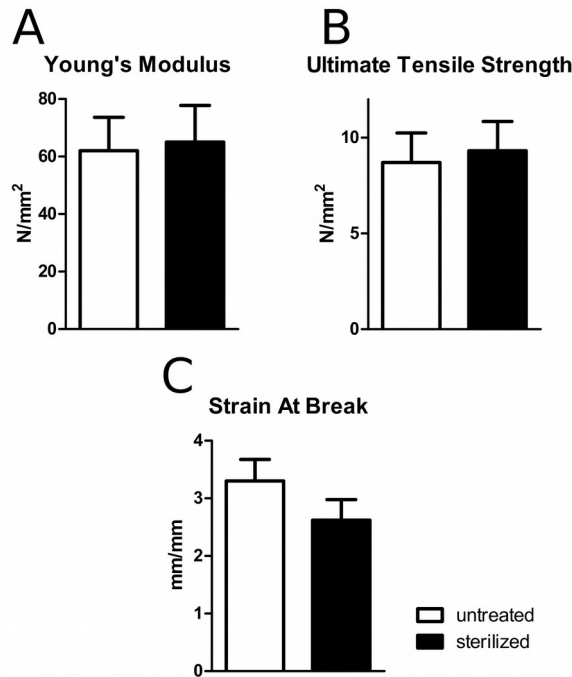 A
Young's Modulus
80
60
40
20
0
N/mm²
B
Ultimate Tensile Strength
10
5
0
N/mm²
C
Strain At Break
4
3
2
1
0
mm/mm
untreated
sterilized